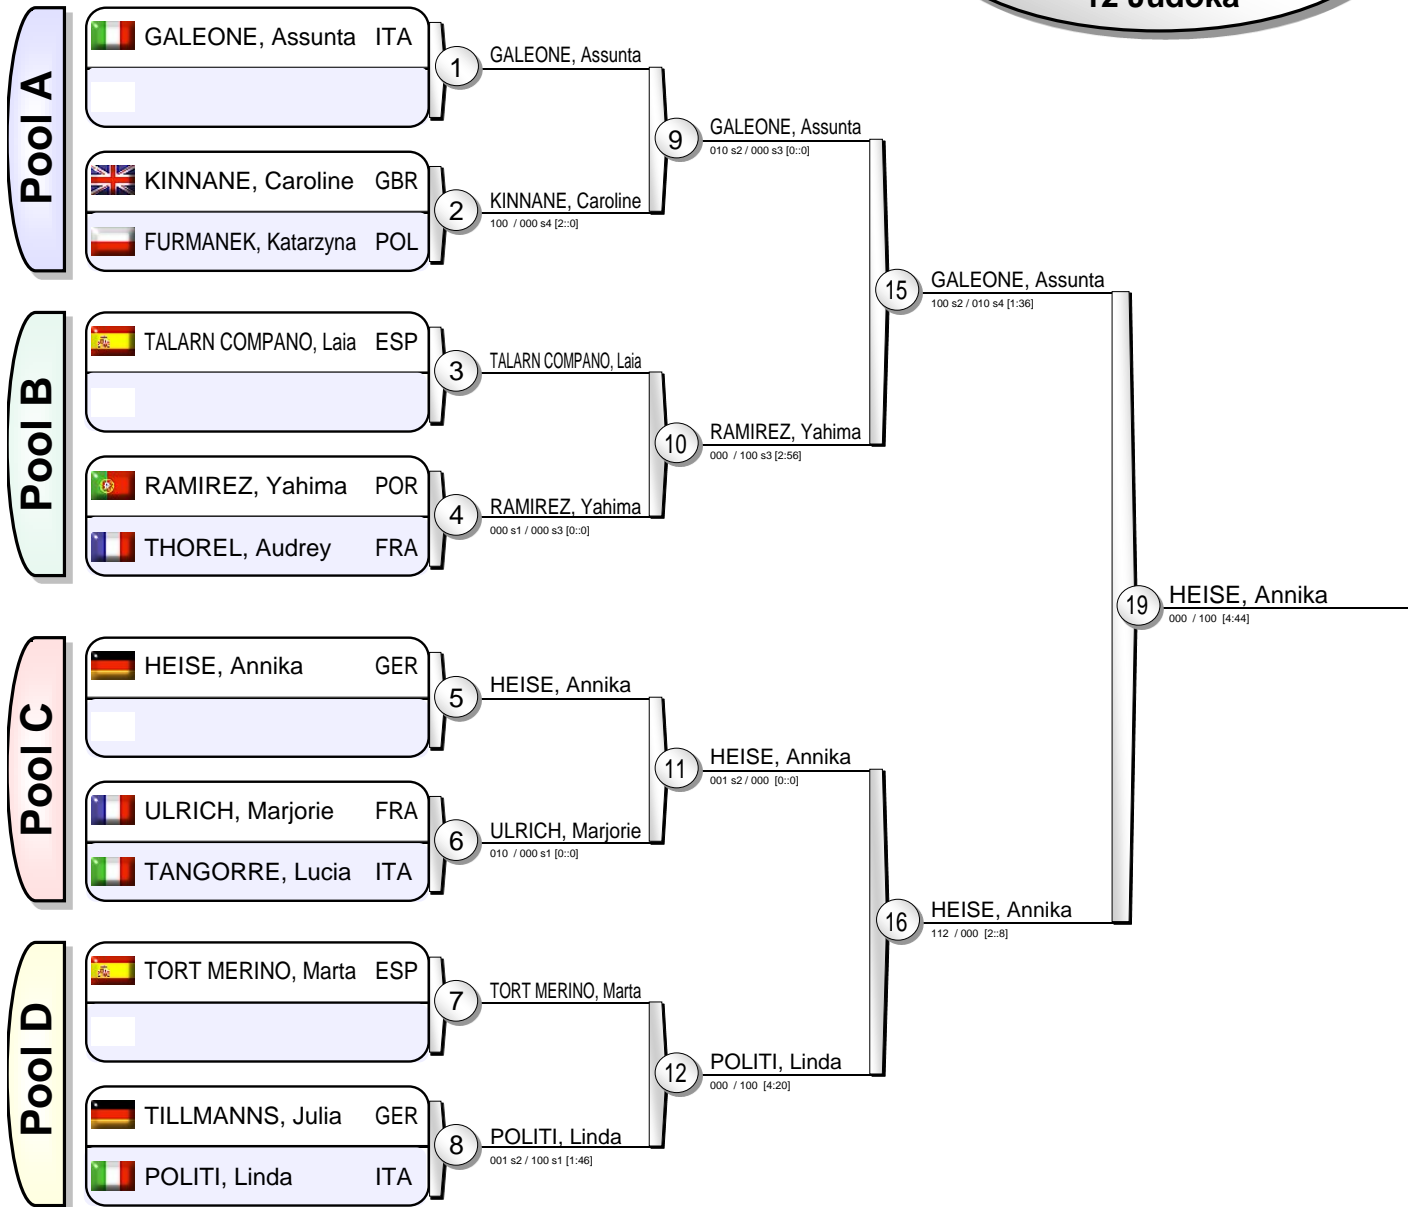 12 Judoka
Pool A
GALEONE, Assunta ITA
KINNANE, Caroline GBR
FURMANEK, Katarzyna POL
1
GALEONE, Assunta
2
KINNANE, Caroline
100 / 000 s4 [2::0]
9
GALEONE, Assunta
010 s2 / 000 s3 [0::0]
Pool B
TALARN COMPANO, Laia ESP
RAMIREZ, Yahima POR
THOREL, Audrey FRA
3
TALARN COMPANO, Laia
4
RAMIREZ, Yahima
000 s1 / 000 s3 [0::0]
10
RAMIREZ, Yahima
000 / 100 s3 [2:56]
15
GALEONE, Assunta
100 s2 / 010 s4 [1:36]
Pool C
HEISE, Annika GER
ULRICH, Marjorie FRA
TANGORRE, Lucia ITA
5
HEISE, Annika
6
ULRICH, Marjorie
010 / 000 s1 [0::0]
11
HEISE, Annika
001 s2 / 000 [0::0]
Pool D
TORT MERINO, Marta ESP
TILLMANNS, Julia GER
POLITI, Linda ITA
7
TORT MERINO, Marta
8
POLITI, Linda
001 s2 / 100 s1 [1:46]
12
POLITI, Linda
000 / 100 [4:20]
16
HEISE, Annika
112 / 000 [2::8]
19
HEISE, Annika
000 / 100 [4:44]